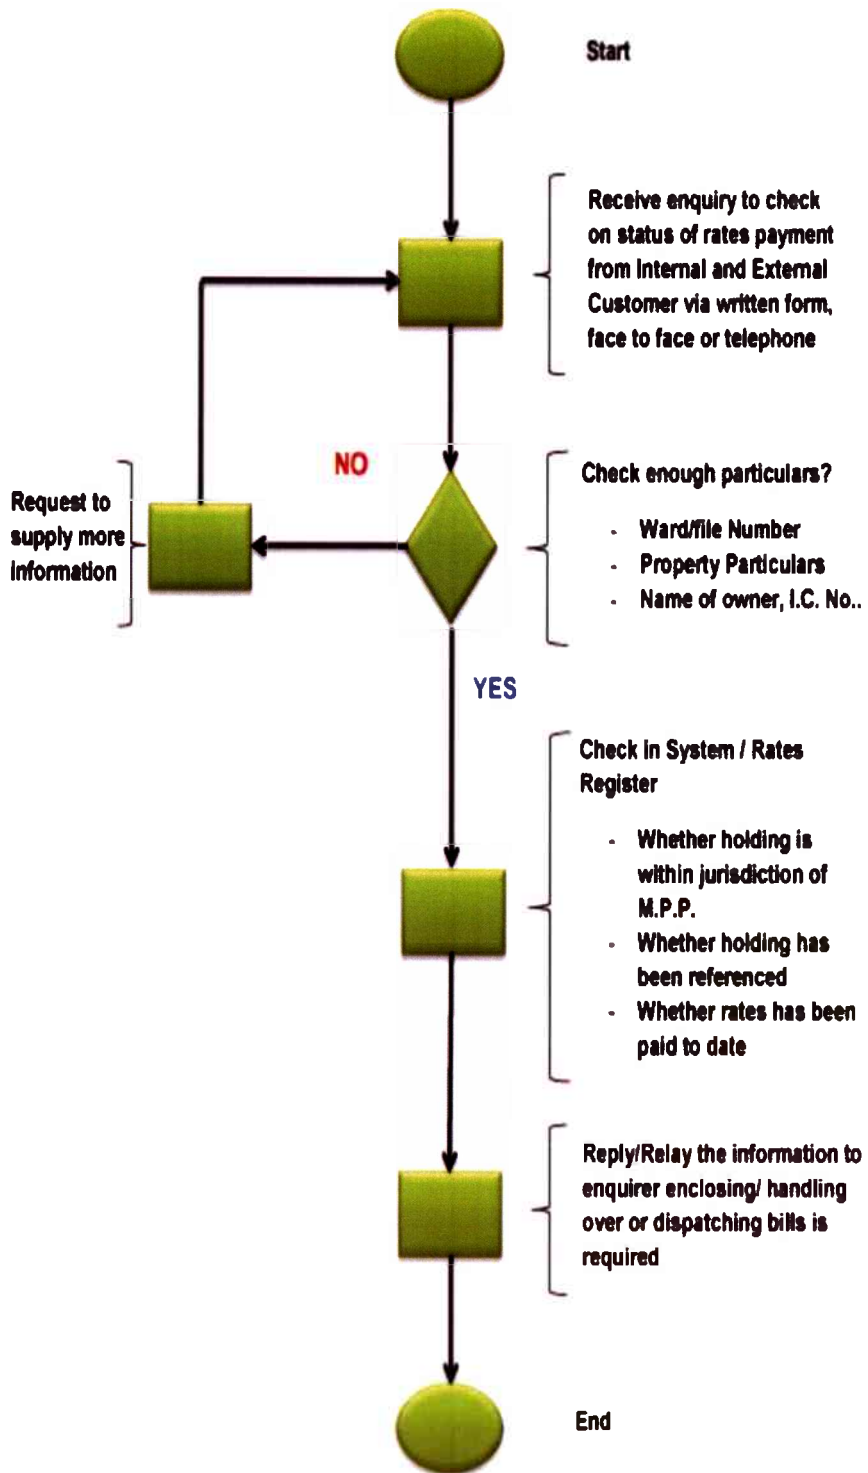 Start
Receive enquiry to check
on status of rates payment
from Internal and External
Customer via written form,
face to face or telephone
NO
Request to
supply more
information
Check enough particulars?
- Ward/file Number
- Property Particulars
- Name of owner, I.C. No..
YES
Check in System / Rates
Register
- Whether holding is
within jurisdiction of
M.P.P.
- Whether holding has
been referenced
- Whether rates has been
paid to date
Reply/Relay the information to
enquirer enclosing/ handling
over or dispatching bills is
required
End